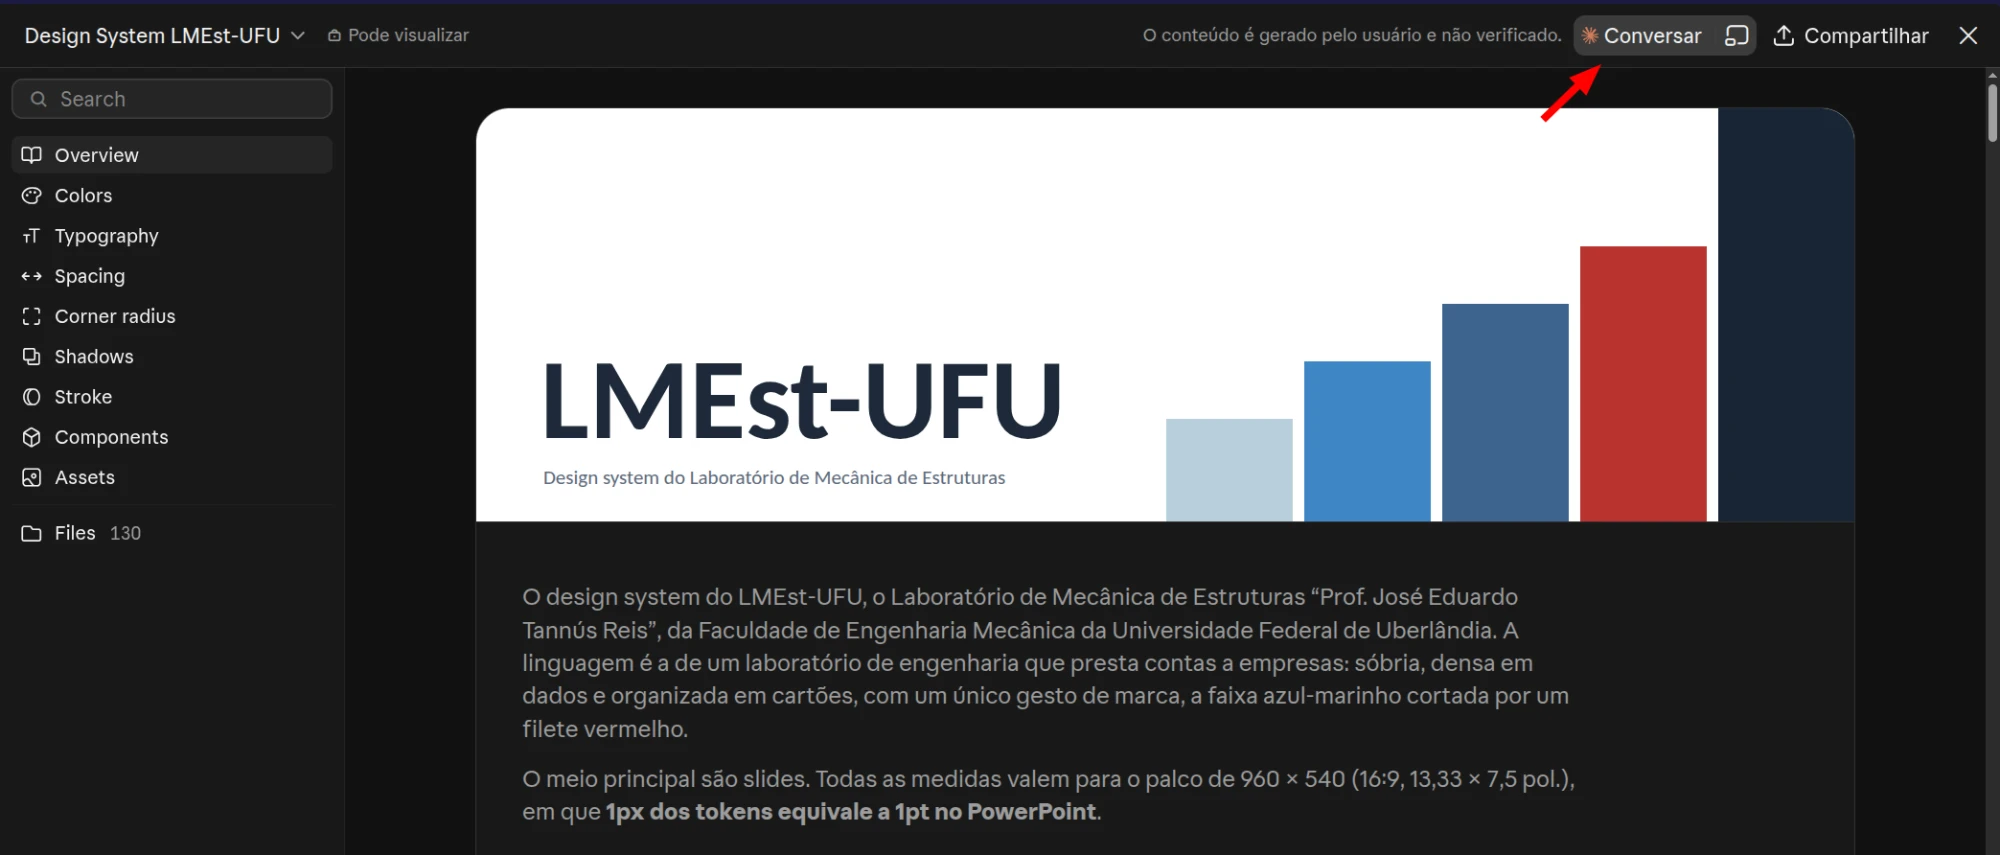 Design System LMEst-UFU
Pode visualizar
O conteúdo é gerado pelo usuário e não verificado.
Conversar
Compartilhar
Search
Overview
Colors
Typography
Spacing
Corner radius
Shadows
Stroke
Components
Assets
Files 130
LMEst-UFU
Design system do Laboratório de Mecânica de Estruturas
O design system do LMEst-UFU, o Laboratório de Mecânica de Estruturas “Prof. José Eduardo
Tannús Reis”, da Faculdade de Engenharia Mecânica da Universidade Federal de Uberlândia. A
linguagem é a de um laboratório de engenharia que presta contas a empresas: sóbria, densa em
dados e organizada em cartões, com um único gesto de marca, a faixa azul-marinho cortada por um
filete vermelho.
O meio principal são slides. Todas as medidas valem para o palco de 960 × 540 (16:9, 13,33 × 7,5 pol.),
em que 1px dos tokens equivale a 1pt no PowerPoint.